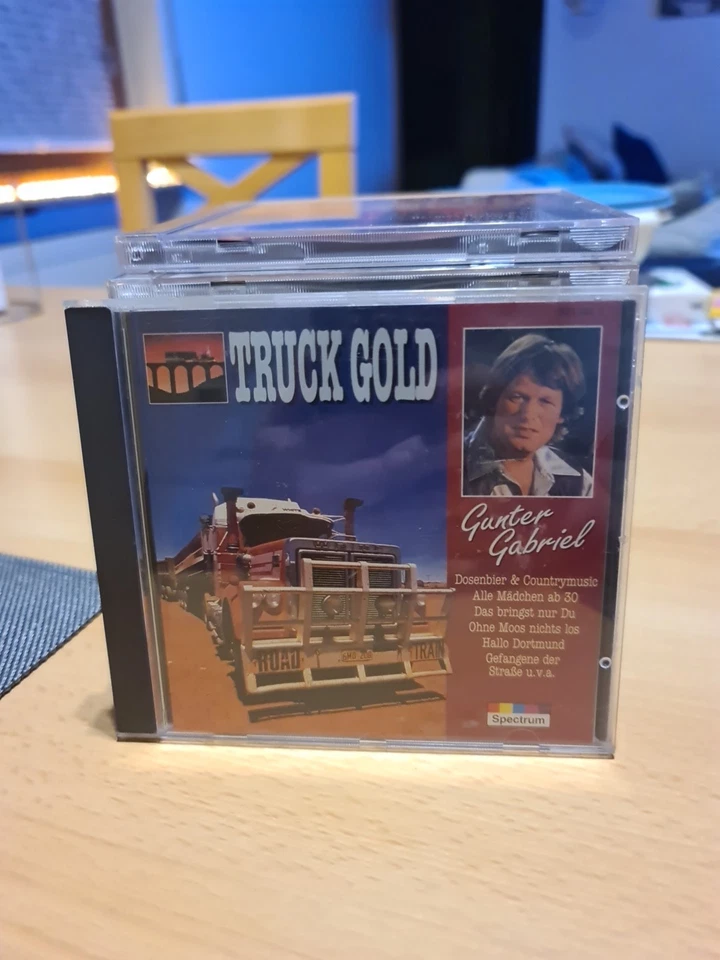 TRUCK GOLD
Gunter
Gabriel
Dosenbier & Countrymusic
Alle Mädchen ab 30
Das bringst nur Du
Ohne Moos nichts los
Hallo Dortmund
Gefangene der
Straße u.v.a.
Spectrum
ROAD
TRAIN